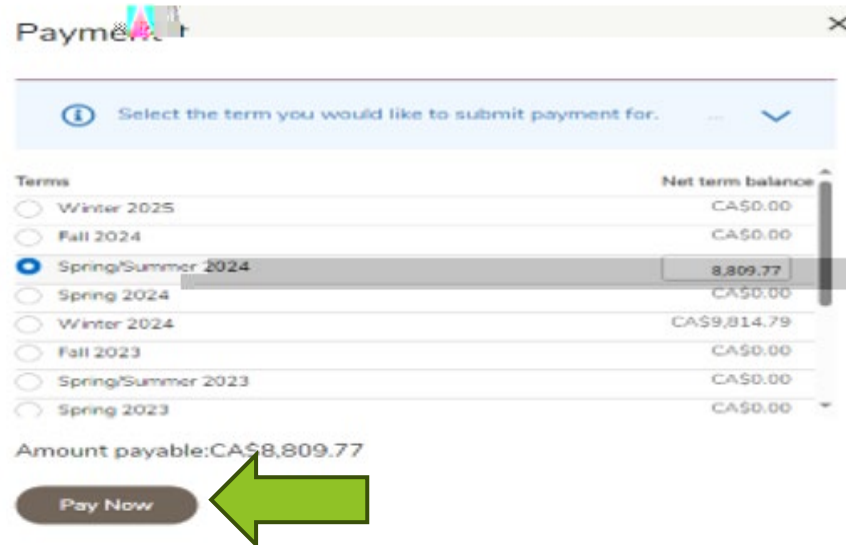 Payment
Select the term you would like to submit payment for. ...
Terms Net term balance
Winter 2025 CA$0.00
Fall 2024 CA$0.00
Spring/Summer 2024 8,809.77
Spring 2024 CA$0.00
Winter 2024 CA$9,814.79
Fall 2023 CA$0.00
Spring/Summer 2023 CA$0.00
Spring 2023 CA$0.00
Amount payable:CA$8,809.77
Pay Now